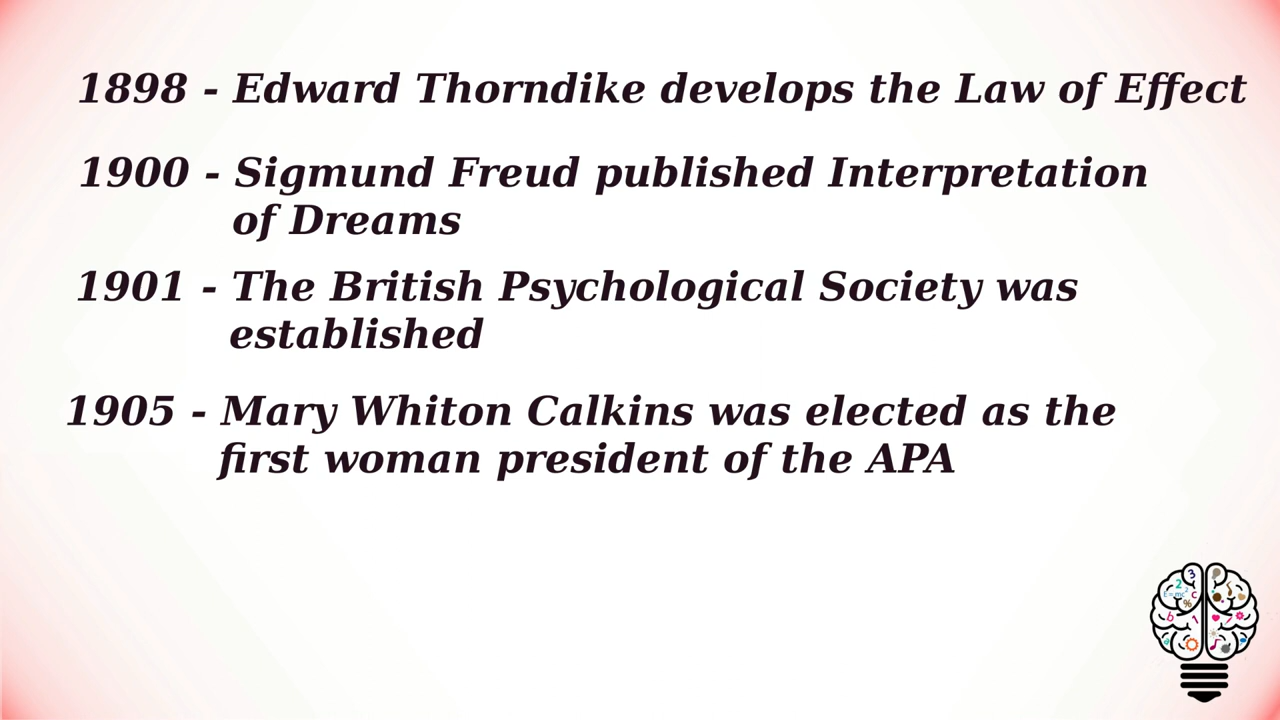 1898 - Edward Thorndike develops the Law of Effect
1900 - Sigmund Freud published Interpretation
of Dreams
1901 - The British Psychological Society was
established
1905 - Mary Whiton Calkins was elected as the
first woman president of the APA